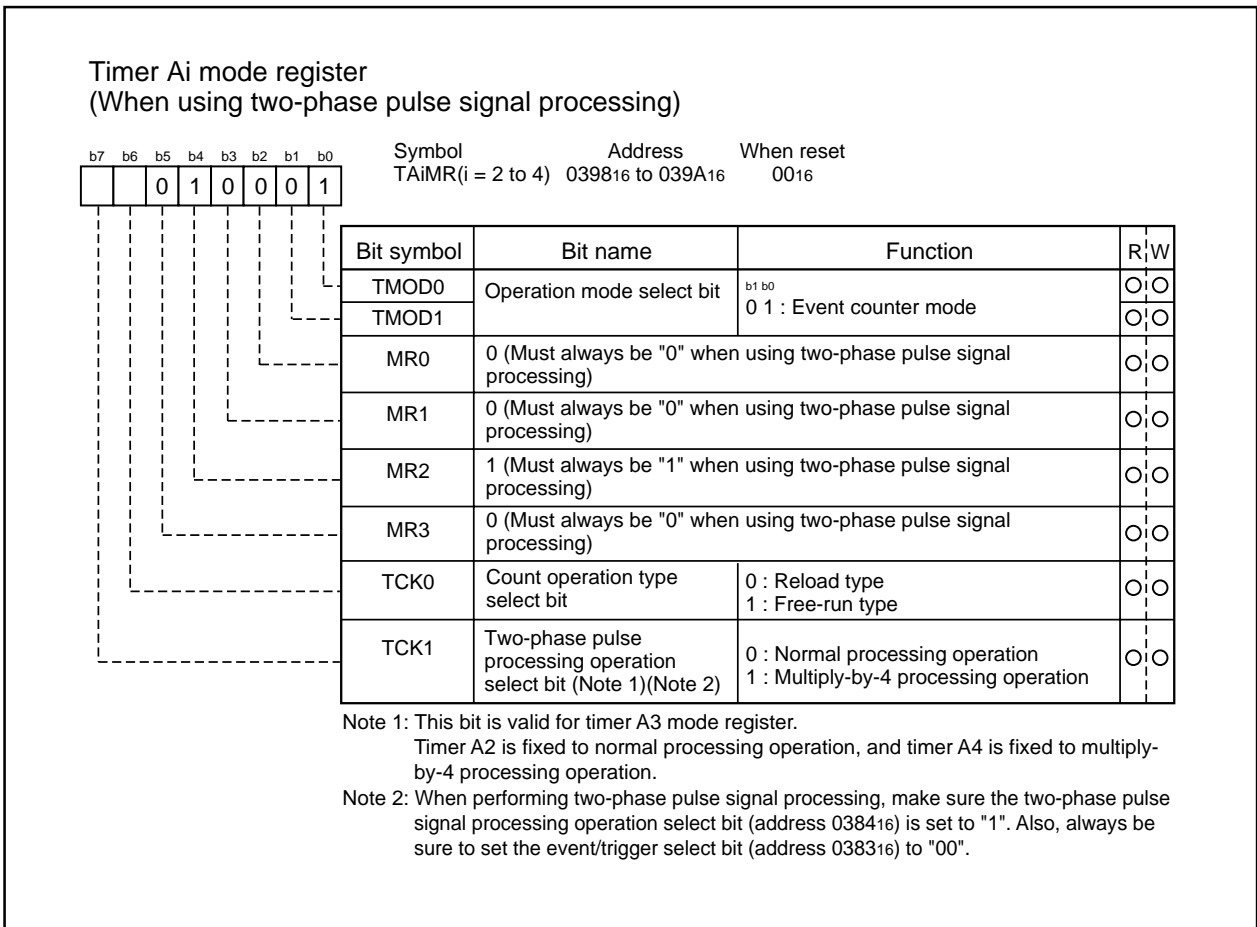 Timer Ai mode register
(When using two-phase pulse signal processing)
Symbol Address When reset
TAiMR(i = 2 to 4) 039816 to 039A16 0016
b7 b6 b5 b4 b3 b2 b1 b0
0 1 0 0 0 1
Bit symbol Bit name Function R W
TMOD0 Operation mode select bit b1 b0
0 1 : Event counter mode
TMOD1
MR0 0 (Must always be "0" when using two-phase pulse signal
processing)
MR1 0 (Must always be "0" when using two-phase pulse signal
processing)
MR2 1 (Must always be "1" when using two-phase pulse signal
processing)
MR3 0 (Must always be "0" when using two-phase pulse signal
processing)
TCK0 Count operation type
select bit
0 : Reload type
1 : Free-run type
TCK1 Two-phase pulse
processing operation
select bit (Note 1)(Note 2)
0 : Normal processing operation
1 : Multiply-by-4 processing operation
Note 1: This bit is valid for timer A3 mode register.
Timer A2 is fixed to normal processing operation, and timer A4 is fixed to multiply-
by-4 processing operation.
Note 2: When performing two-phase pulse signal processing, make sure the two-phase pulse
signal processing operation select bit (address 038416) is set to "1". Also, always be
sure to set the event/trigger select bit (address 038316) to "00".